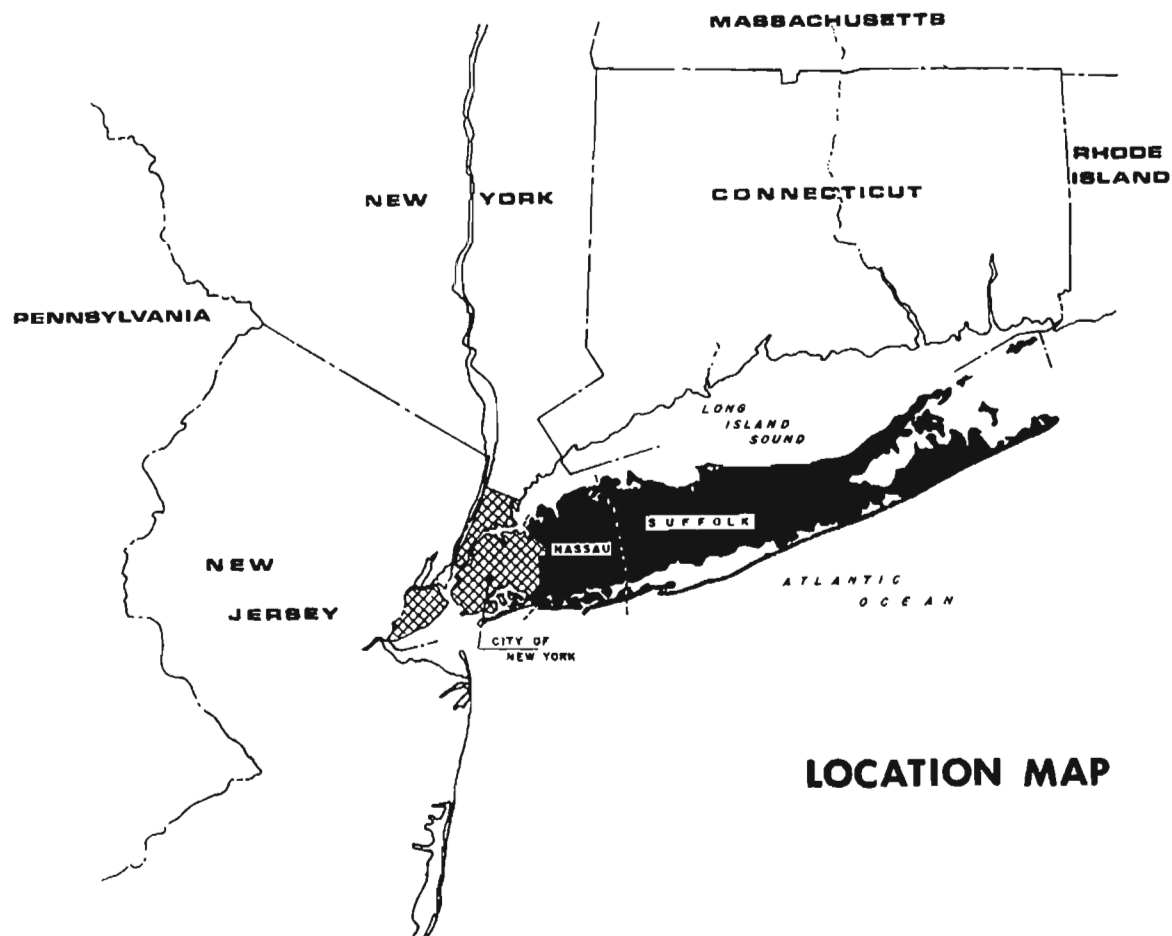 MASSACHUSETTS
RHODE
ISLAND
NEW YORK
CONNECTICUT
PENNSYLVANIA
LONG
ISLAND
SOUND
SUFFOLK
NASSAU
NEW
JERSEY
ATLANTIC
OCEAN
CITY OF
NEW YORK
LOCATION MAP